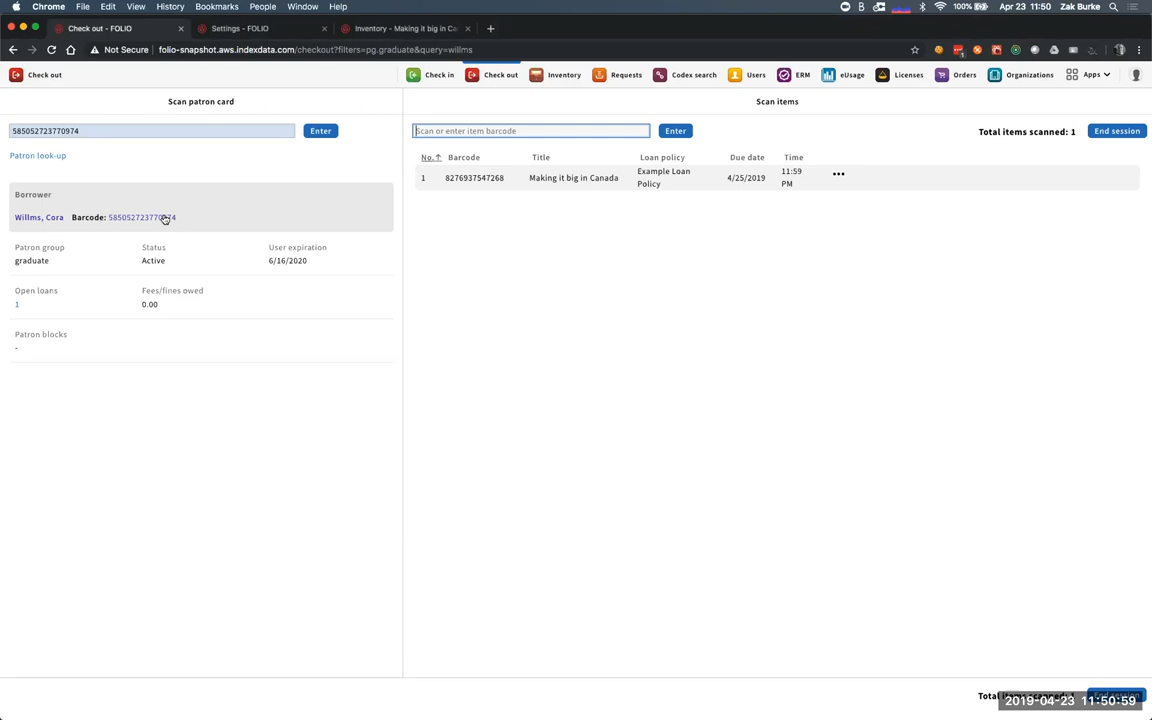 Chrome File Edit View History Bookmarks People Window Help 100% Apr 23 11:50 Zak Burke
Check out - FOLIO Settings - FOLIO Inventory - Making it big in Ca
Not Secure folio-snapshot.aws.indexdata.com/checkout?filters=pg.graduate&query=willms
Check out Check in Check out Inventory Requests Codex search Users ERM eUsage Licenses Orders Organizations Apps
Scan patron card
585052723770974 Enter
Patron look-up
Borrower
Willms, Cora Barcode: 585052723770974
Patron group Status User expiration
graduate Active 6/16/2020
Open loans Fees/fines owed
1 0.00
Patron blocks
-
Scan items
Scan or enter item barcode Enter Total items scanned: 1 End session
No. Barcode Title Loan policy Due date Time
1 8276937547268 Making it big in Canada Example Loan Policy 4/25/2019 11:59 PM •••
Total items scanned: 1 End session
2019-04-23 11:50:59